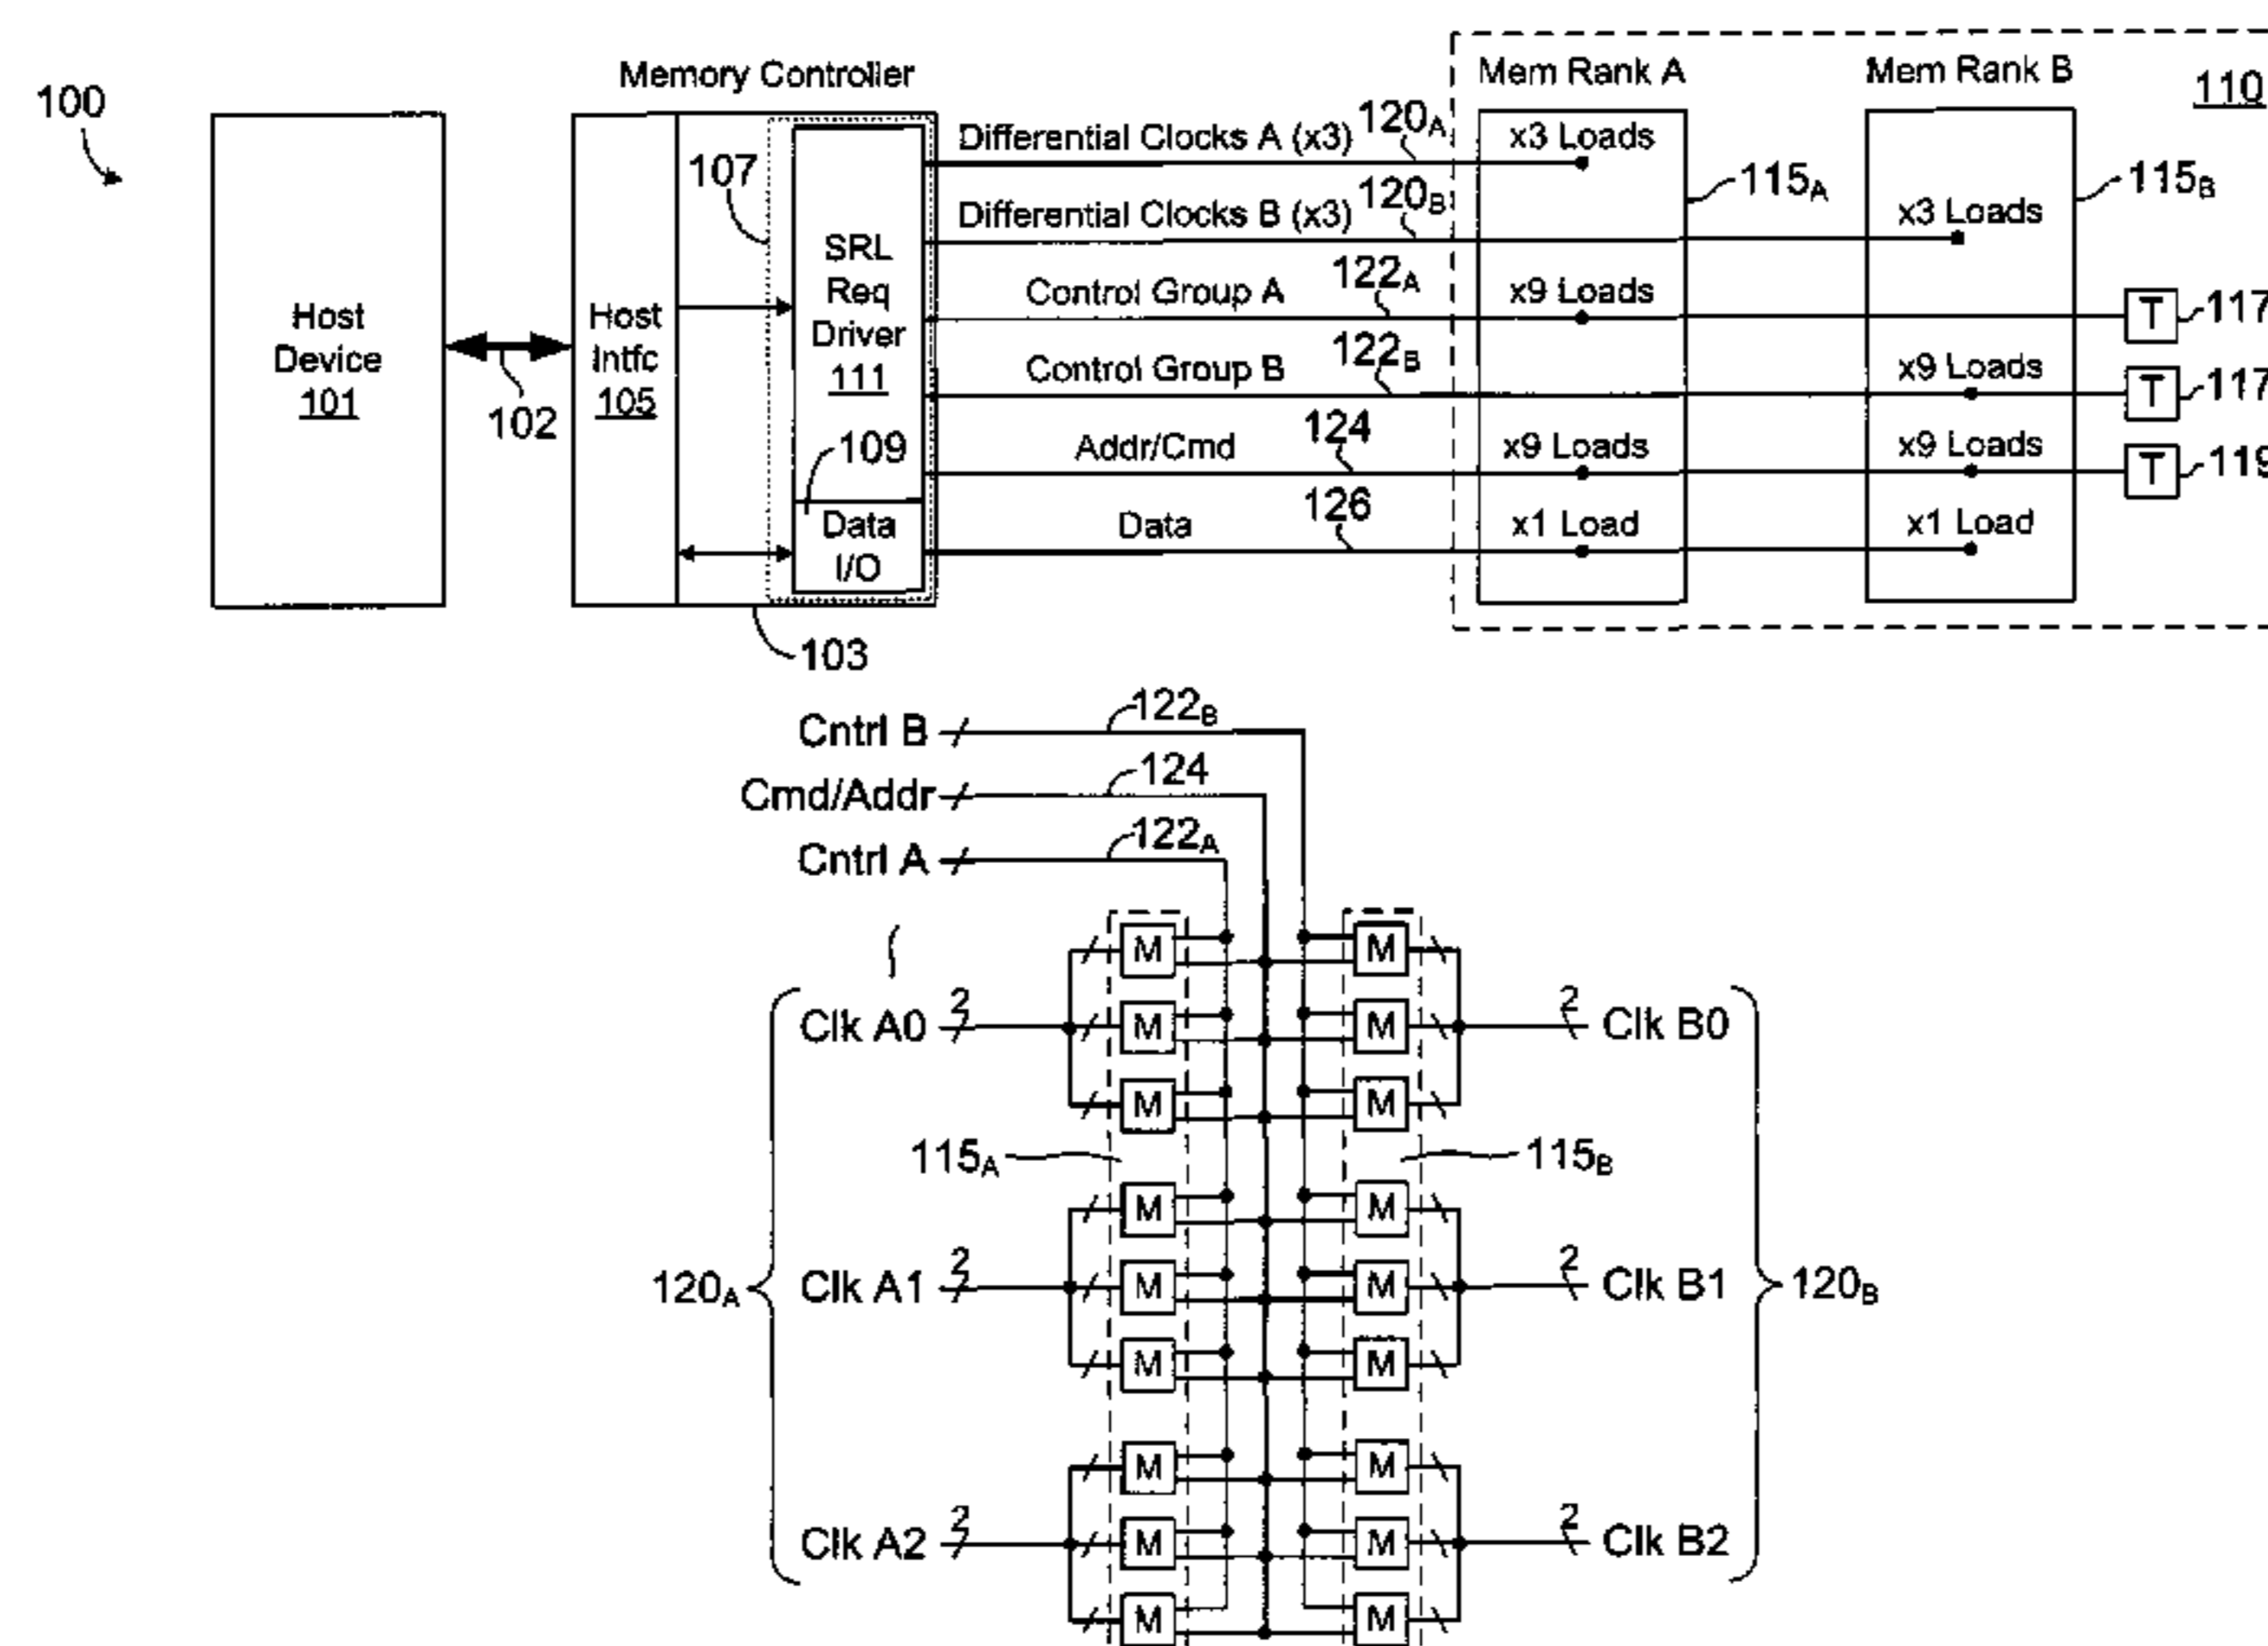 100
Memory Controller
Mem Rank A
Mem Rank B
110
Host
Device
101
102
Host
Intfc
105
107
SRL
Req
Driver
111
109
Data
I/O
103
Differential Clocks A (x3)
120A
Differential Clocks B (x3)
120B
Control Group A
122A
Control Group B
122B
Addr/Cmd
124
Data
126
x3 Loads
x9 Loads
x9 Loads
x1 Load
115A
x3 Loads
x9 Loads
x9 Loads
x1 Load
115B
T
117
T
117
T
119
Cntrl B
122B
Cmd/Addr
124
Cntrl A
122A
M M
Clk A0 2 M M 2 Clk B0
M M
115A 115B
M M
120A Clk A1 2 M M 2 Clk B1 120B
M M
M M
Clk A2 2 M M 2 Clk B2
M M